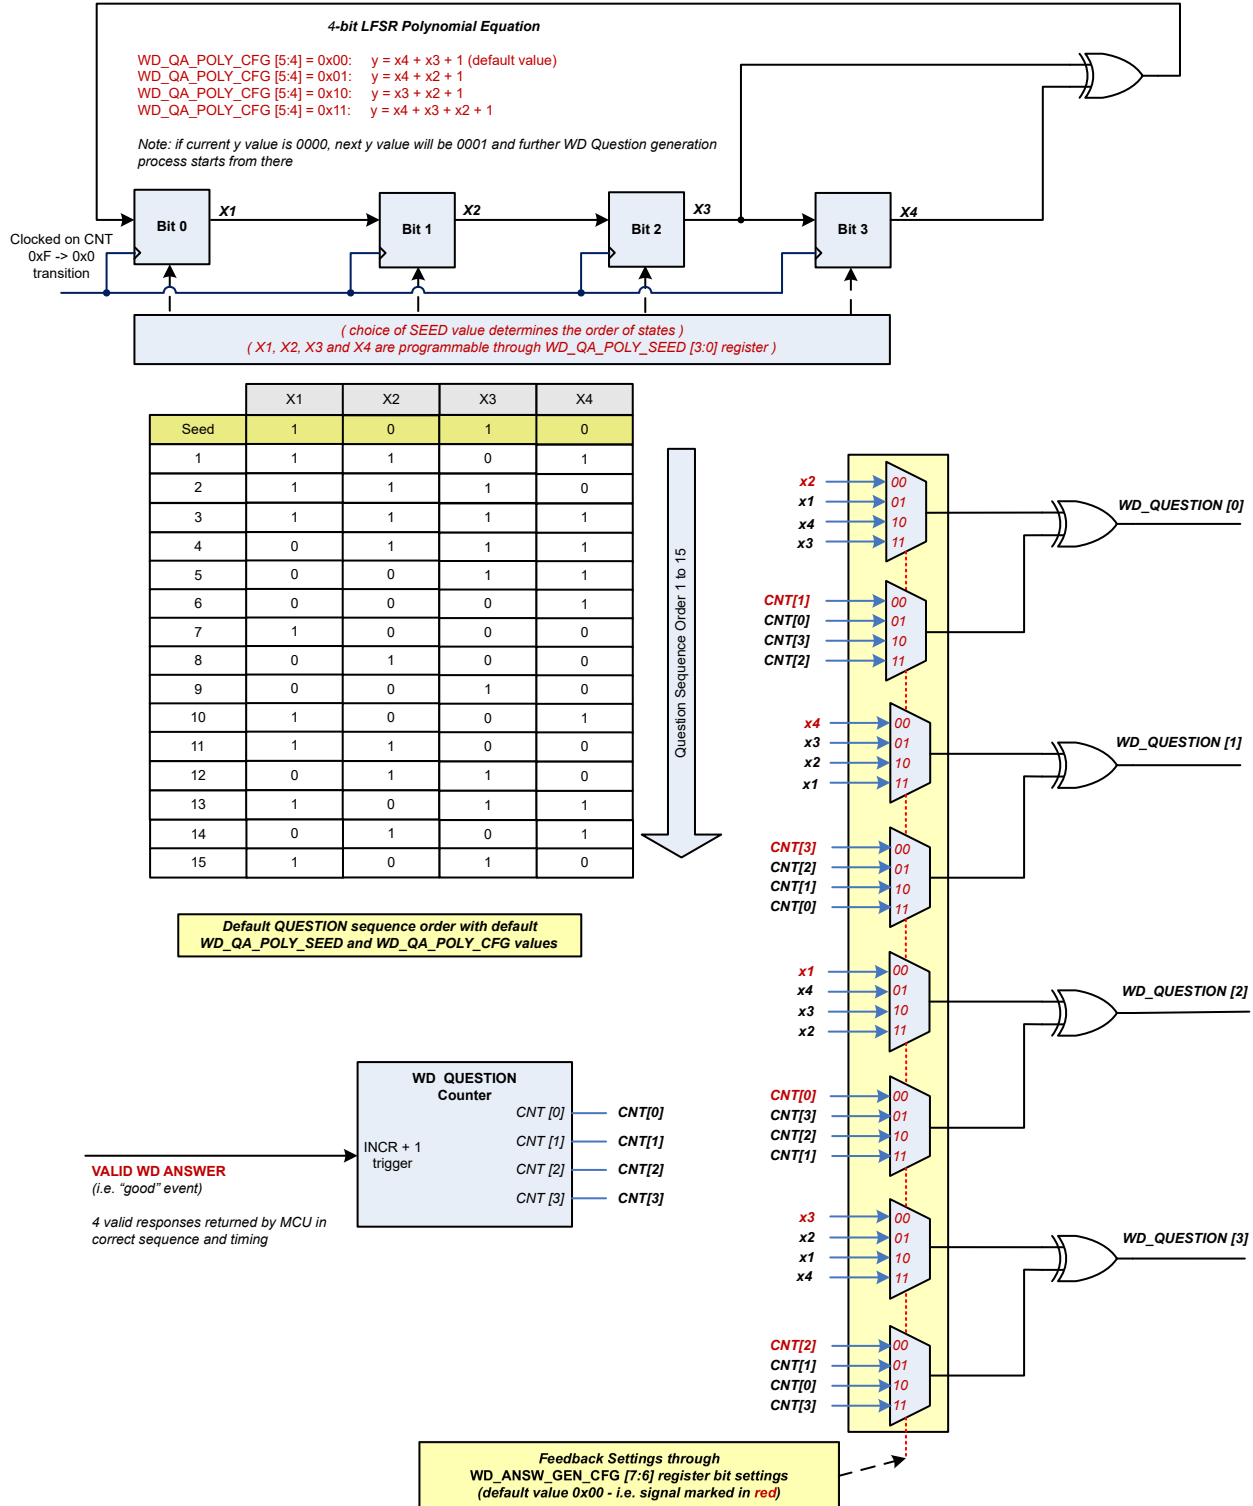 4-bit LFSR Polynomial Equation
WD_QA_POLY_CFG [5:4] = 0x00: y = x4 + x3 + 1 (default value)
WD_QA_POLY_CFG [5:4] = 0x01: y = x4 + x2 + 1
WD_QA_POLY_CFG [5:4] = 0x10: y = x3 + x2 + 1
WD_QA_POLY_CFG [5:4] = 0x11: y = x4 + x3 + x2 + 1
Note: if current y value is 0000, next y value will be 0001 and further WD Question generation
process starts from there
Bit 0
X1
Bit 1
X2
Bit 2
X3
Bit 3
X4
Clocked on CNT
0xF -> 0x0
transition
( choice of SEED value determines the order of states )
( X1, X2, X3 and X4 are programmable through WD_QA_POLY_SEED [3:0] register )
X1 X2 X3 X4
Seed 1 0 1 0
1 1 1 0 1
2 1 1 1 0
3 1 1 1 1
4 0 1 1 1
5 0 0 1 1
6 0 0 0 1
7 1 0 0 0
8 0 1 0 0
9 0 0 1 0
10 1 0 0 1
11 1 1 0 0
12 0 1 1 0
13 1 0 1 1
14 0 1 0 1
15 1 0 1 0
Question Sequence Order 1 to 15
Default QUESTION sequence order with default
WD_QA_POLY_SEED and WD_QA_POLY_CFG values
WD QUESTION
Counter
INCR + 1
trigger
CNT [0] CNT[0]
CNT [1] CNT[1]
CNT [2] CNT[2]
CNT [3] CNT[3]
VALID WD ANSWER
(i.e. “good” event)
4 valid responses returned by MCU in
correct sequence and timing
x2 00
x1 01
x4 10
x3 11
WD_QUESTION [0]
CNT[1] 00
CNT[0] 01
CNT[3] 10
CNT[2] 11
x4 00
x3 01
x2 10
x1 11
WD_QUESTION [1]
CNT[3] 00
CNT[2] 01
CNT[1] 10
CNT[0] 11
x1 00
x4 01
x3 10
x2 11
WD_QUESTION [2]
CNT[0] 00
CNT[3] 01
CNT[2] 10
CNT[1] 11
x3 00
x2 01
x1 10
x4 11
WD_QUESTION [3]
CNT[2] 00
CNT[1] 01
CNT[0] 10
CNT[3] 11
Feedback Settings through
WD_ANSW_GEN_CFG [7:6] register bit settings
(default value 0x00 - i.e. signal marked in red)